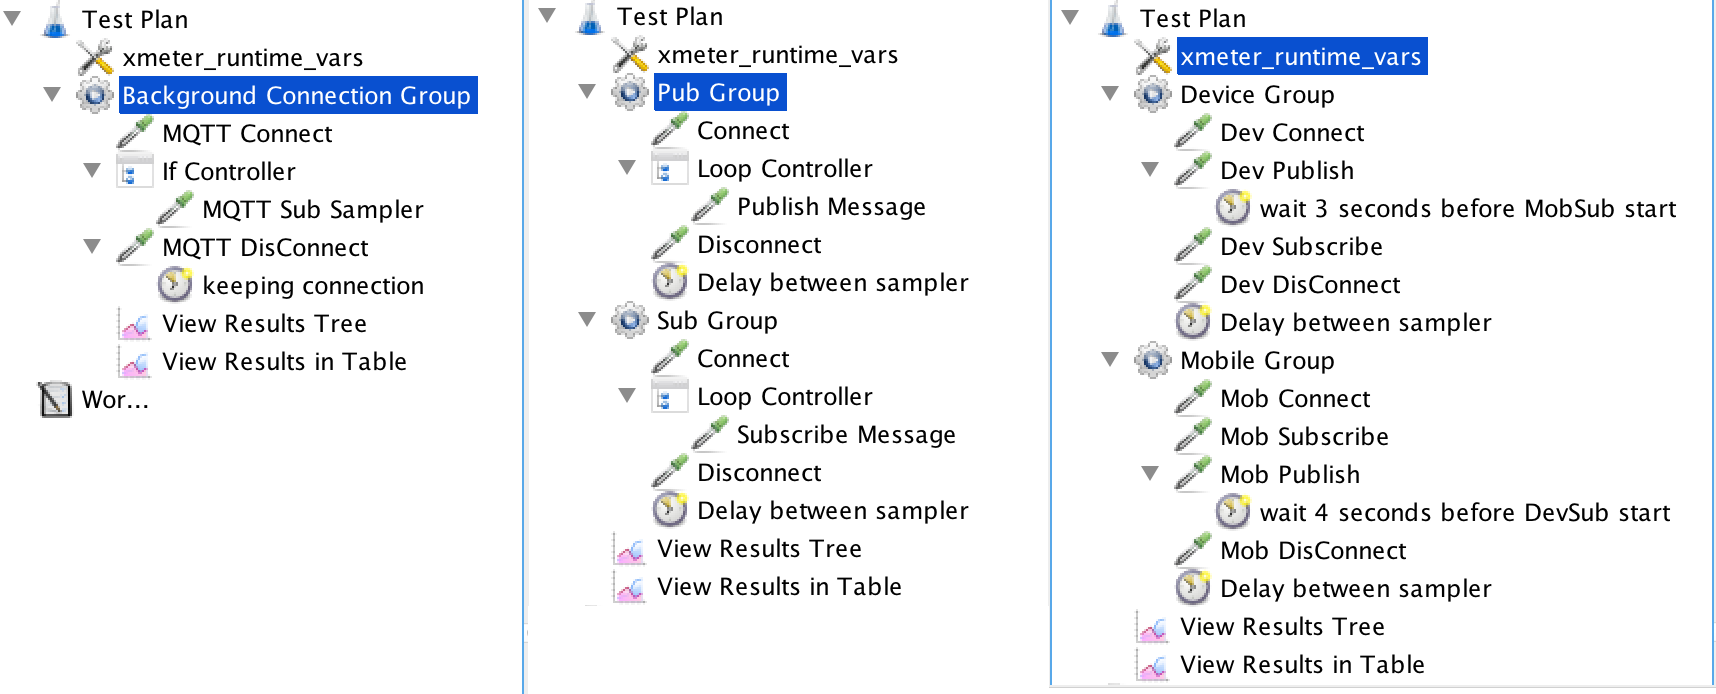 Test Plan
xmeter_runtime_vars
Background Connection Group
MQTT Connect
If Controller
MQTT Sub Sampler
MQTT DisConnect
keeping connection
View Results Tree
View Results in Table
Wor...
Test Plan
xmeter_runtime_vars
Pub Group
Connect
Loop Controller
Publish Message
Disconnect
Delay between sampler
Sub Group
Connect
Loop Controller
Subscribe Message
Disconnect
Delay between sampler
View Results Tree
View Results in Table
Test Plan
xmeter_runtime_vars
Device Group
Dev Connect
Dev Publish
wait 3 seconds before MobSub start
Dev Subscribe
Dev DisConnect
Delay between sampler
Mobile Group
Mob Connect
Mob Subscribe
Mob Publish
wait 4 seconds before DevSub start
Mob DisConnect
Delay between sampler
View Results Tree
View Results in Table